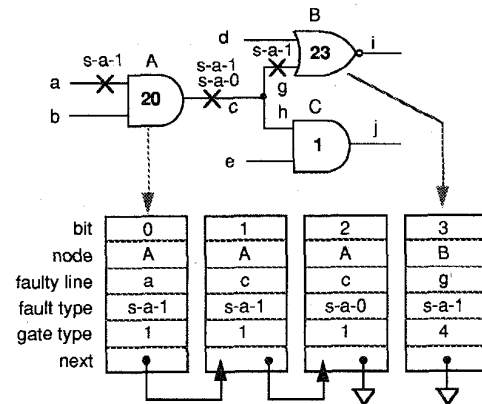 B
d
s-a-1
23
i
s-a-1
A
s-a-1
s-a-0
a
20
c
g
b
h
C
1
j
e
bit 0 1 2 3
node A A A B
faulty line a c c g
fault type s-a-1 s-a-1 s-a-0 s-a-1
gate type 1 1 1 4
next